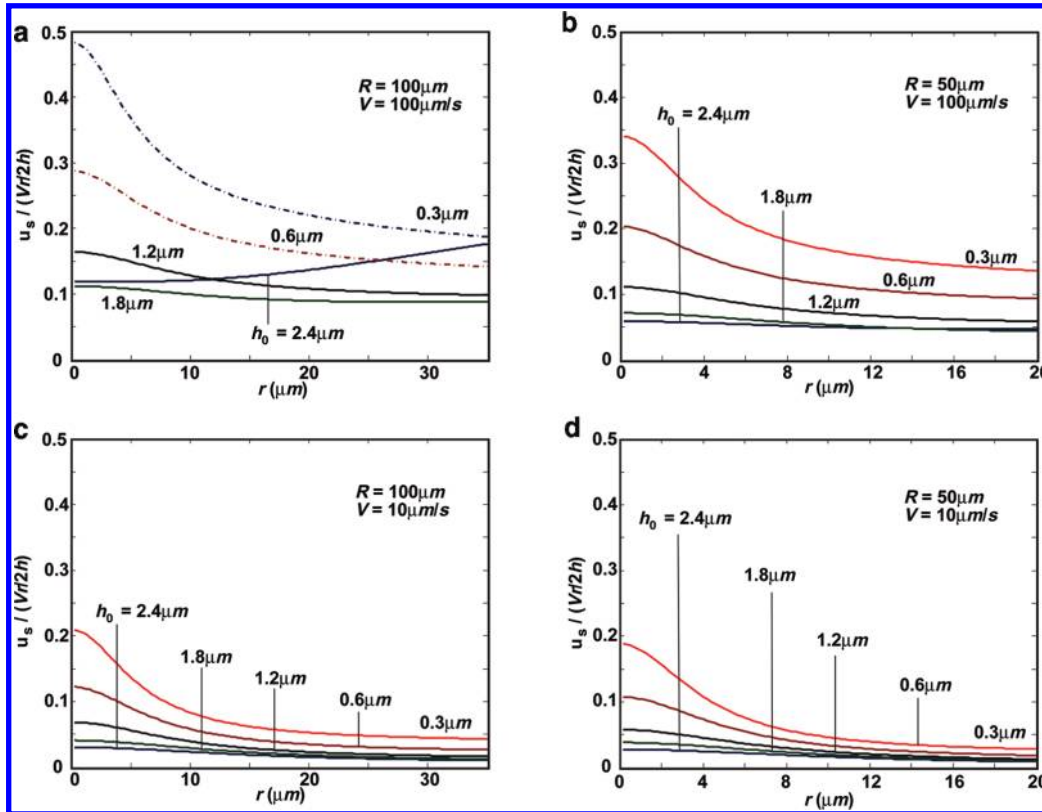 a
0.5
0.4
0.3
0.2
0.1
0
u_s / (Vr/2h)
R = 100μm
V = 100μm/s
0.3μm
0.6μm
1.2μm
1.8μm
h_0 = 2.4μm
0 10 20 30
r (μm)
b
0.5
0.4
0.3
0.2
0.1
0
u_s / (Vr/2h)
R = 50μm
V = 100μm/s
h_0 = 2.4μm
1.8μm
0.3μm
0.6μm
1.2μm
0 4 8 12 16 20
r (μm)
c
0.5
0.4
0.3
0.2
0.1
0
u_s / (Vr/2h)
R = 100μm
V = 10μm/s
h_0 = 2.4μm
1.8μm
1.2μm
0.6μm
0.3μm
0 10 20 30
r (μm)
d
0.5
0.4
0.3
0.2
0.1
0
u_s / (Vr/2h)
R = 50μm
V = 10μm/s
h_0 = 2.4μm
1.8μm
1.2μm
0.6μm
0.3μm
0 4 8 12 16 20
r (μm)